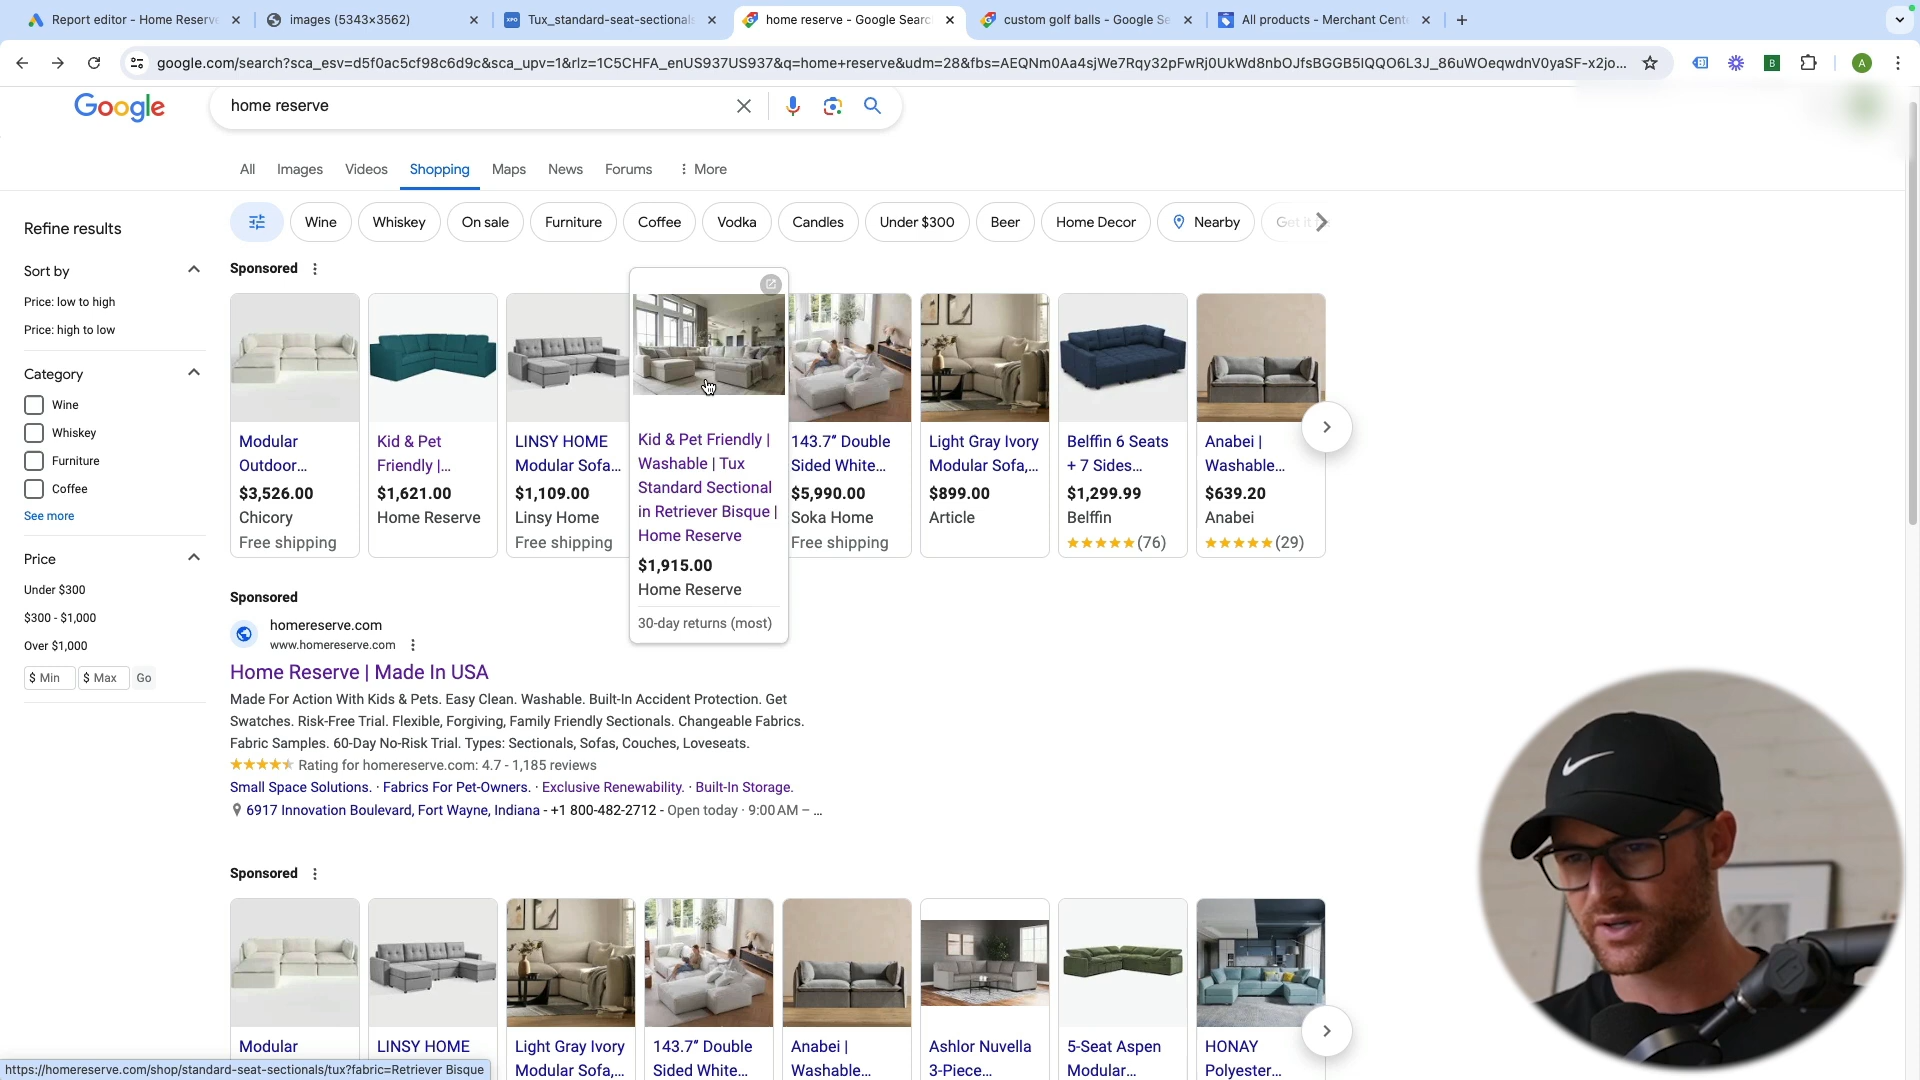 Report editor - Home Reserve
images (5343×3562)
XPO
Tux_standard-seat-sectionals
home reserve - Google Searc
custom golf balls - Google Se
All products - Merchant Cent
google.com/search?sca_esv=d5f0ac5cf98c6d9c&sca_upv=1&rlz=1C5CHFA_enUS937US937&q=home+reserve&udm=28&fbs=AEQNm0Aa4sjWe7Rqy32pFwRj0UkWd8nbOJfsBGGB5IQQO6L3J_86uWOeqwdnV0yaSF-x2jo...
B
A
Google
home reserve
All
Images
Videos
Shopping
Maps
News
Forums
More
Refine results
Wine
Whiskey
On sale
Furniture
Coffee
Vodka
Candles
Under $300
Beer
Home Decor
Nearby
Get it
Sort by
Price: low to high
Price: high to low
Category
Wine
Whiskey
Furniture
Coffee
See more
Price
Under $300
$300 - $1,000
Over $1,000
$ Min
$ Max
Go
Sponsored
Modular
Outdoor...
$3,526.00
Chicory
Free shipping
Kid & Pet
Friendly |...
$1,621.00
Home Reserve
LINSY HOME
Modular Sofa...
$1,109.00
Linsy Home
Free shipping
Kid & Pet Friendly |
Washable | Tux
Standard Sectional
in Retriever Bisque |
Home Reserve
$1,915.00
Home Reserve
30-day returns (most)
143.7” Double
Sided White...
$5,990.00
Soka Home
Free shipping
Light Gray Ivory
Modular Sofa,...
$899.00
Article
Belffin 6 Seats
+ 7 Sides...
$1,299.99
Belffin
(76)
Anabei |
Washable...
$639.20
Anabei
(29)
Sponsored
homereserve.com
www.homereserve.com
Home Reserve | Made In USA
Made For Action With Kids & Pets. Easy Clean. Washable. Built-In Accident Protection. Get
Swatches. Risk-Free Trial. Flexible, Forgiving, Family Friendly Sectionals. Changeable Fabrics.
Fabric Samples. 60-Day No-Risk Trial. Types: Sectionals, Sofas, Couches, Loveseats.
Rating for homereserve.com: 4.7 - 1,185 reviews
Small Space Solutions. · Fabrics For Pet-Owners. · Exclusive Renewability. · Built-In Storage.
6917 Innovation Boulevard, Fort Wayne, Indiana - +1 800-482-2712 - Open today · 9:00 AM – ...
Sponsored
Modular
LINSY HOME
Light Gray Ivory
Modular Sofa,...
143.7” Double
Sided White...
Anabei |
Washable...
Ashlor Nuvella
3-Piece...
5-Seat Aspen
Modular...
HONAY
Polyester...
https://homereserve.com/shop/standard-seat-sectionals/tux?fabric=Retriever Bisque